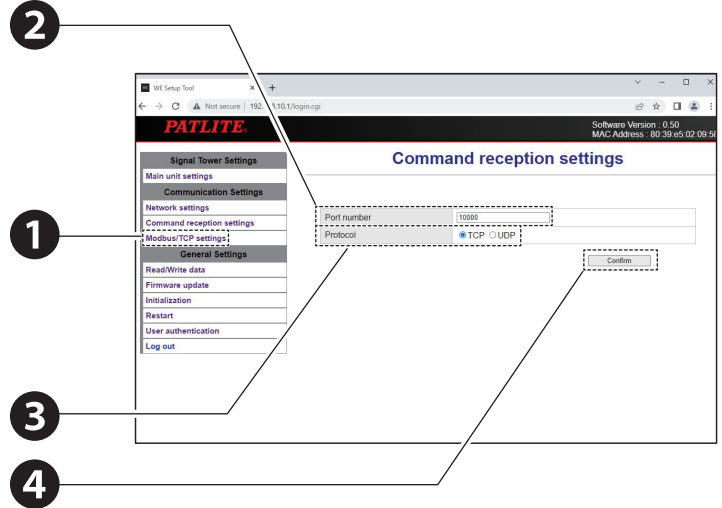 2
WE Setup Tool
Not secure
192.
8.10.1/login.cgi
PATLITE®
Software Version : 0.50
MAC Address : 80:39:e5:02:09:58
Signal Tower Settings
Main unit settings
Communication Settings
Network settings
Command reception settings
Modbus/TCP settings
General Settings
Read/Write data
Firmware update
Initialization
Restart
User authentication
Log out
Command reception settings
Port number 10000
Protocol TCP UDP
Confirm
1
3
4